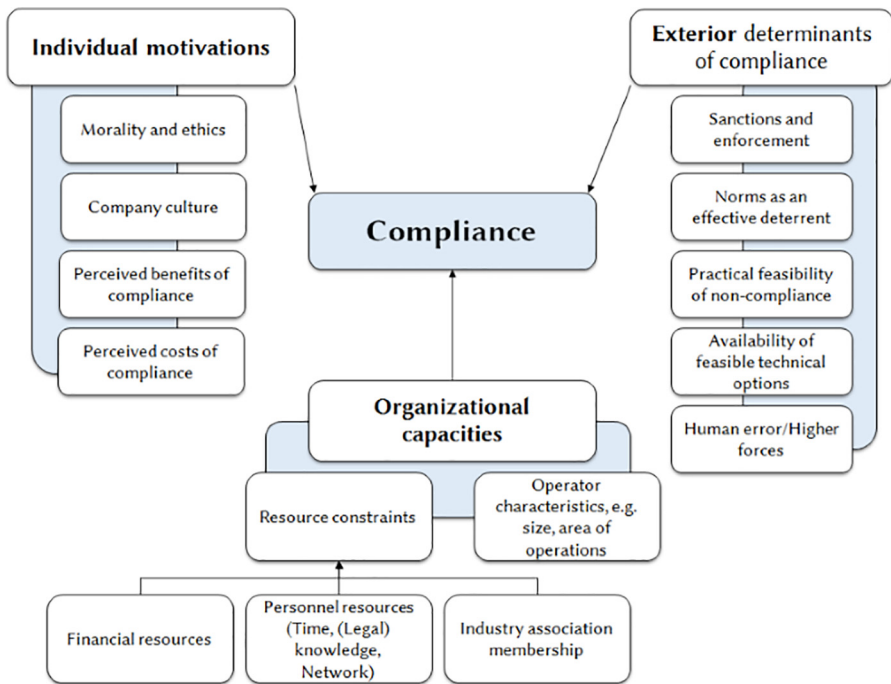 Individual motivations
Morality and ethics
Company culture
Perceived benefits of
compliance
Perceived costs of
compliance
Exterior determinants
of compliance
Sanctions and
enforcement
Norms as an
effective deterrent
Practical feasibility
of non-compliance
Availability of
feasible technical
options
Human error/Higher
forces
Compliance
Organizational
capacities
Resource constraints
Operator
characteristics, e.g.
size, area of
operations
Financial resources
Personnel resources
(Time, (Legal)
knowledge,
Network)
Industry association
membership